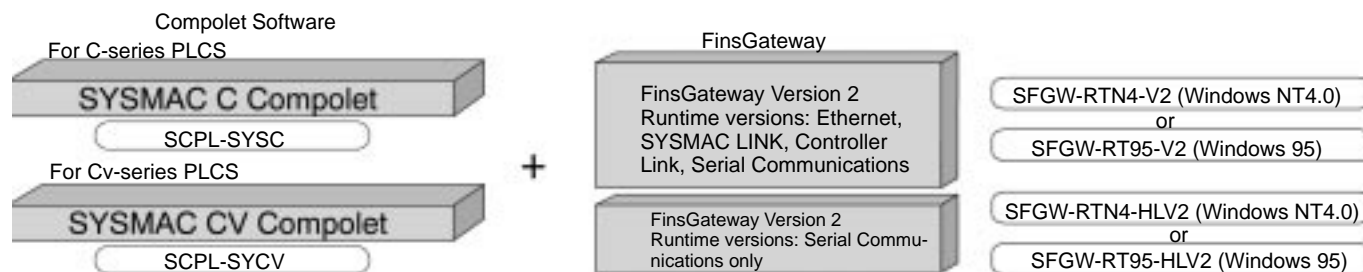 Compolet Software
For C-series PLCS
SYSMAC C Compolet
SCPL-SYSC
For Cv-series PLCS
SYSMAC CV Compolet
SCPL-SYCV
+
FinsGateway
FinsGateway Version 2
Runtime versions: Ethernet,
SYSMAC LINK, Controller
Link, Serial Communications
FinsGateway Version 2
Runtime versions: Serial Commu-
nications only
SFGW-RTN4-V2 (Windows NT4.0)
or
SFGW-RT95-V2 (Windows 95)
SFGW-RTN4-HLV2 (Windows NT4.0)
or
SFGW-RT95-HLV2 (Windows 95)